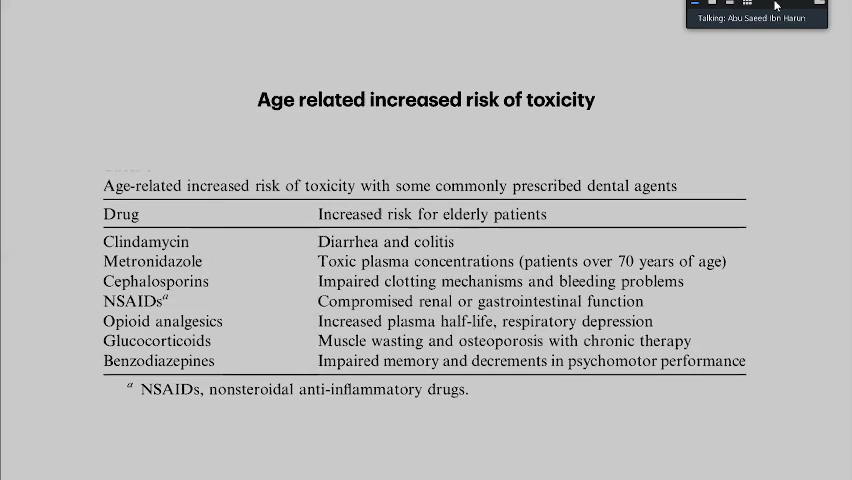 Talking: Abu Saeed Ibn Harun
Age related increased risk of toxicity
Age-related increased risk of toxicity with some commonly prescribed dental agents
Drug Increased risk for elderly patients
Clindamycin Diarrhea and colitis
Metronidazole Toxic plasma concentrations (patients over 70 years of age)
Cephalosporins Impaired clotting mechanisms and bleeding problems
NSAIDsᵃ Compromised renal or gastrointestinal function
Opioid analgesics Increased plasma half-life, respiratory depression
Glucocorticoids Muscle wasting and osteoporosis with chronic therapy
Benzodiazepines Impaired memory and decrements in psychomotor performance
ᵃ NSAIDs, nonsteroidal anti-inflammatory drugs.